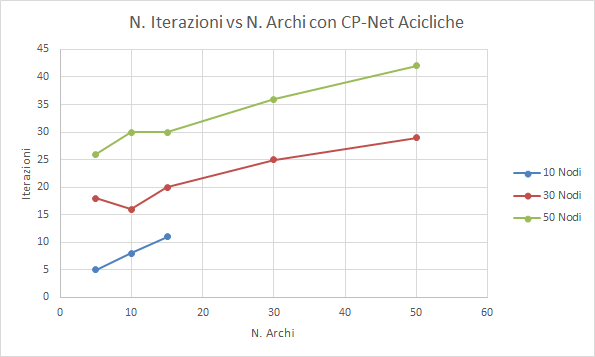 N. Iterazioni vs N. Archi con CP-Net Acicliche
45
40
35
30
25
20
15
10
5
0
Iterazioni
0 10 20 30 40 50 60
N. Archi
10 Nodi
30 Nodi
50 Nodi